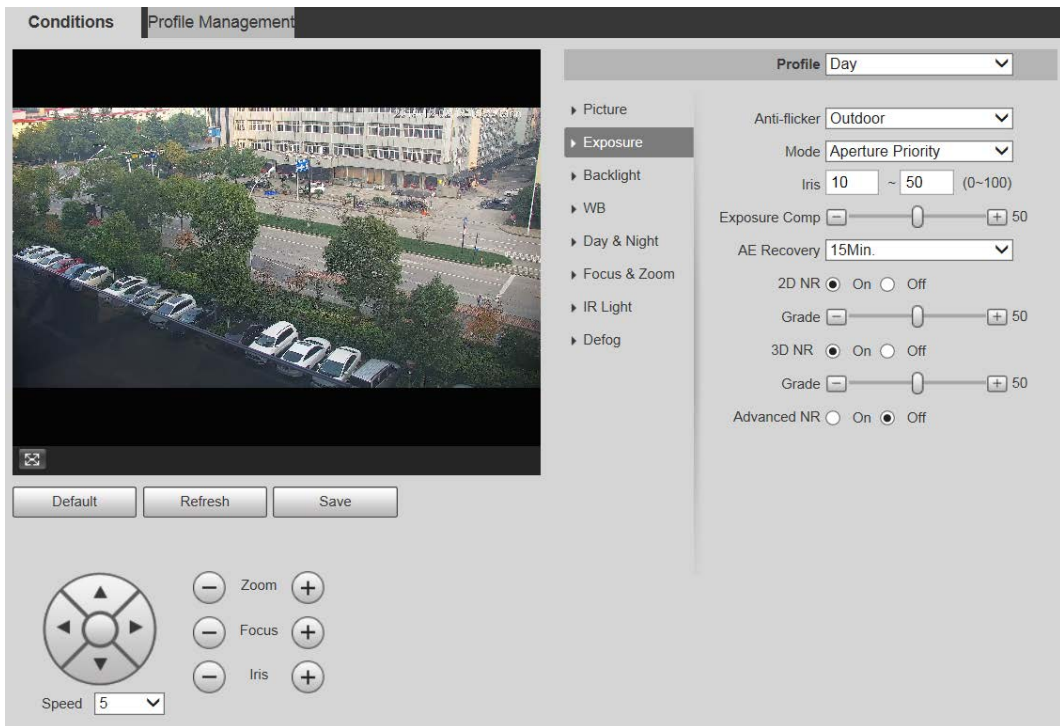 Conditions Profile Management
Profile Day
Picture
Exposure
Backlight
WB
Day & Night
Focus & Zoom
IR Light
Defog
Anti-flicker Outdoor
Mode Aperture Priority
Iris 10 ~ 50 (0~100)
Exposure Comp 50
AE Recovery 15Min.
2D NR On Off
Grade 50
3D NR On Off
Grade 50
Advanced NR On Off
Default Refresh Save
Zoom
Focus
Iris
Speed 5